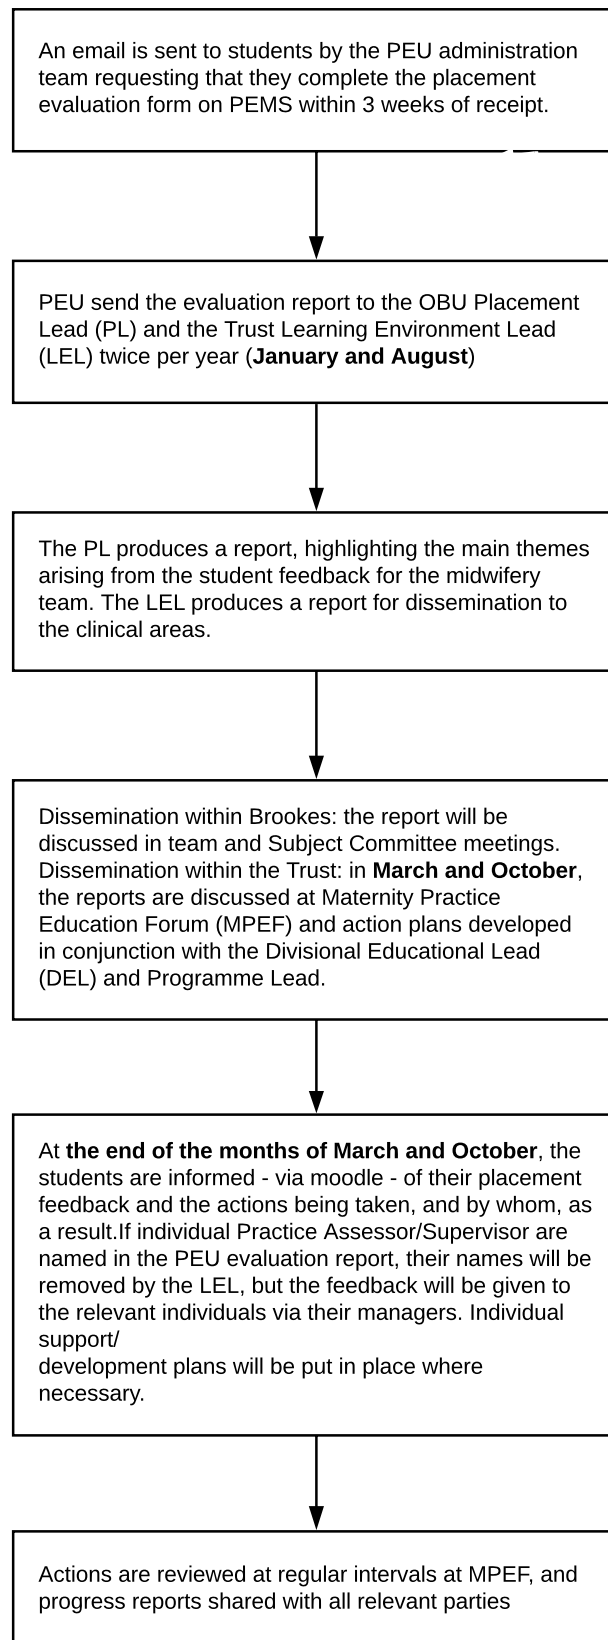 An email is sent to students by the PEU administration
team requesting that they complete the placement
evaluation form on PEMS within 3 weeks of receipt.
PEU send the evaluation report to the OBU Placement
Lead (PL) and the Trust Learning Environment Lead
(LEL) twice per year (January and August)
The PL produces a report, highlighting the main themes
arising from the student feedback for the midwifery
team. The LEL produces a report for dissemination to
the clinical areas.
Dissemination within Brookes: the report will be
discussed in team and Subject Committee meetings.
Dissemination within the Trust: in March and October,
the reports are discussed at Maternity Practice
Education Forum (MPEF) and action plans developed
in conjunction with the Divisional Educational Lead
(DEL) and Programme Lead.
At the end of the months of March and October, the
students are informed - via moodle - of their placement
feedback and the actions being taken, and by whom, as
a result.If individual Practice Assessor/Supervisor are
named in the PEU evaluation report, their names will be
removed by the LEL, but the feedback will be given to
the relevant individuals via their managers. Individual
support/
development plans will be put in place where
necessary.
Actions are reviewed at regular intervals at MPEF, and
progress reports shared with all relevant parties